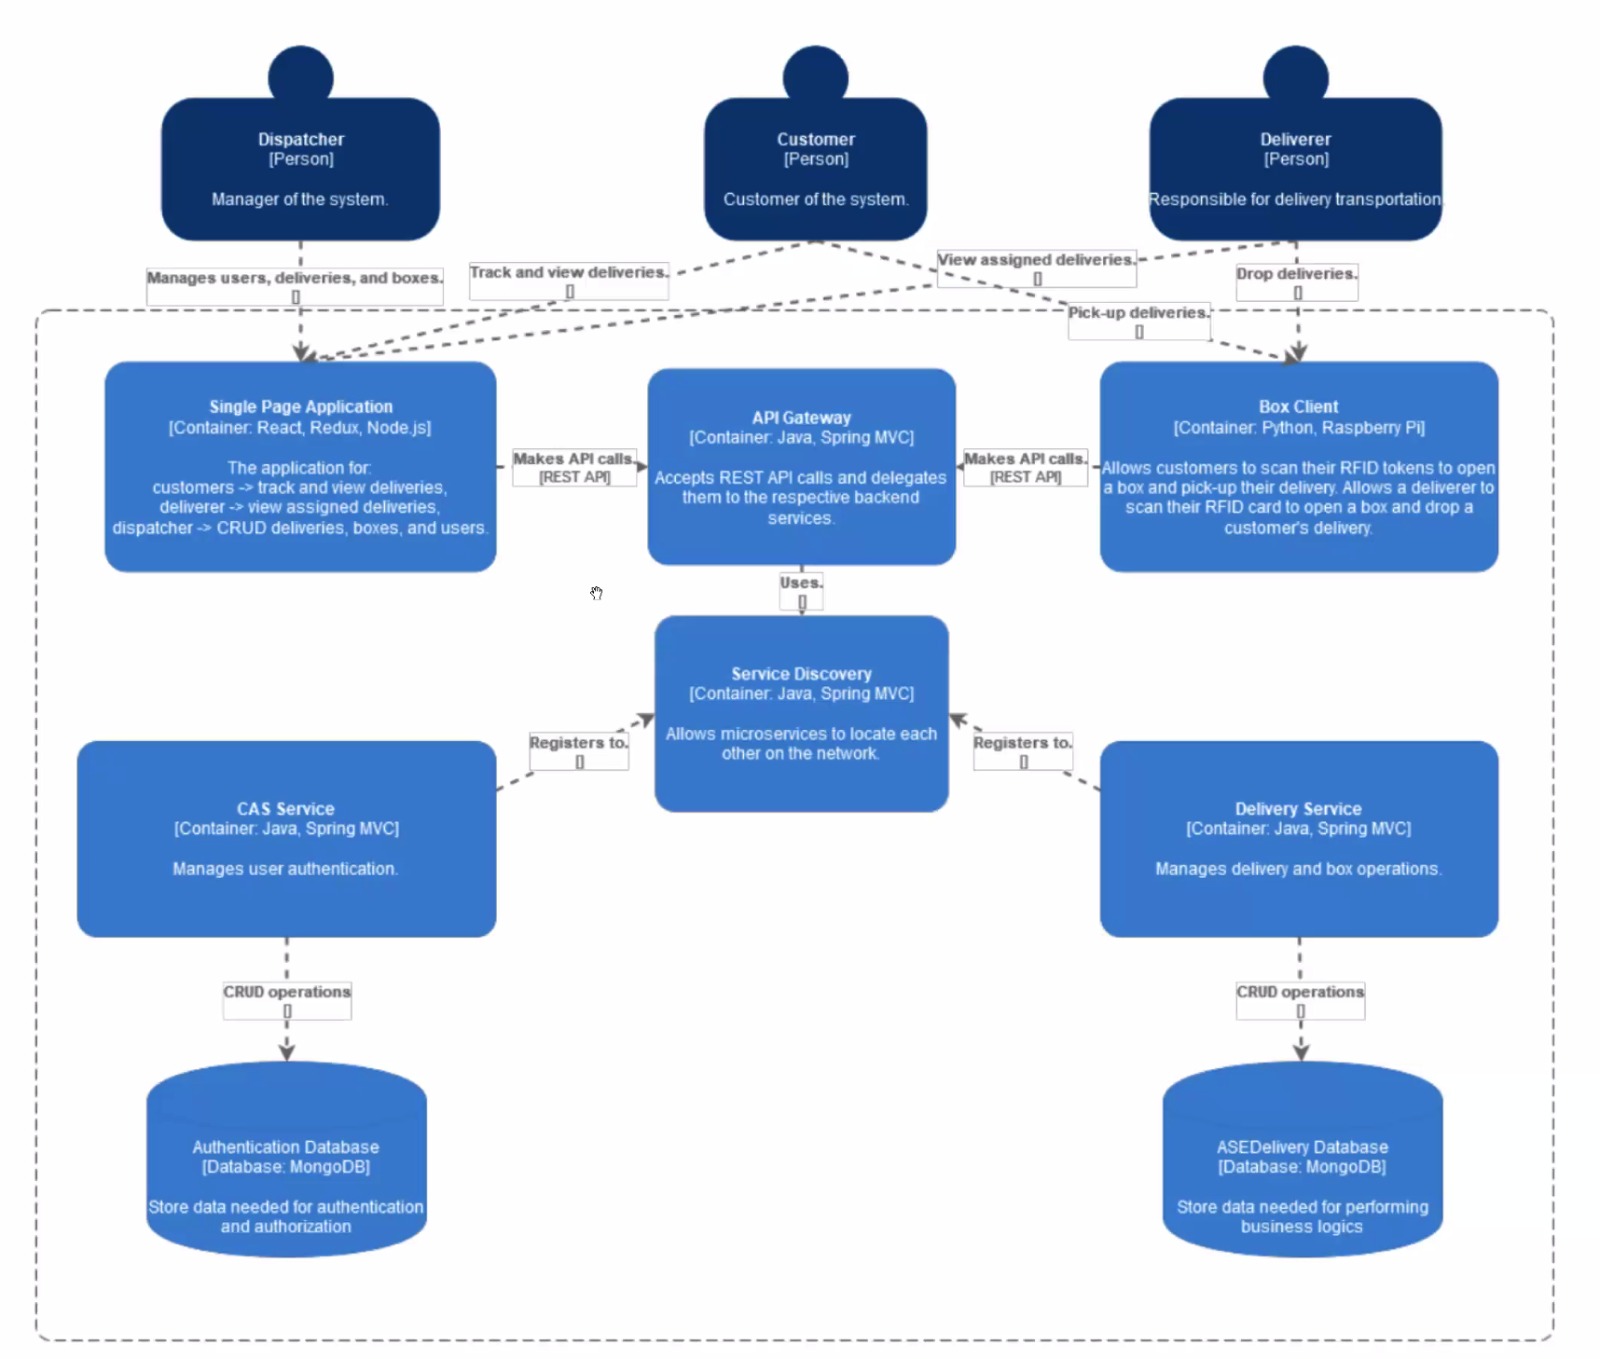 Dispatcher
[Person]
Manager of the system.
Customer
[Person]
Customer of the system.
Deliverer
[Person]
Responsible for delivery transportation.
Manages users, deliveries, and boxes.
[]
Track and view deliveries.
[]
View assigned deliveries.
[]
Drop deliveries.
[]
Pick-up deliveries.
[]
Single Page Application
[Container: React, Redux, Node.js]
The application for:
customers -> track and view deliveries,
deliverer -> view assigned deliveries,
dispatcher -> CRUD deliveries, boxes, and users.
Makes API calls.
[REST API]
API Gateway
[Container: Java, Spring MVC]
Accepts REST API calls and delegates
them to the respective backend
services.
Makes API calls.
[REST API]
Box Client
[Container: Python, Raspberry Pi]
Allows customers to scan their RFID tokens to open
a box and pick-up their delivery. Allows a deliverer to
scan their RFID card to open a box and drop a
customer's delivery.
Uses.
[]
Service Discovery
[Container: Java, Spring MVC]
Allows microservices to locate each
other on the network.
Registers to.
[]
Registers to.
[]
CAS Service
[Container: Java, Spring MVC]
Manages user authentication.
Delivery Service
[Container: Java, Spring MVC]
Manages delivery and box operations.
CRUD operations
[]
CRUD operations
[]
Authentication Database
[Database: MongoDB]
Store data needed for authentication
and authorization
ASEDelivery Database
[Database: MongoDB]
Store data needed for performing
business logics